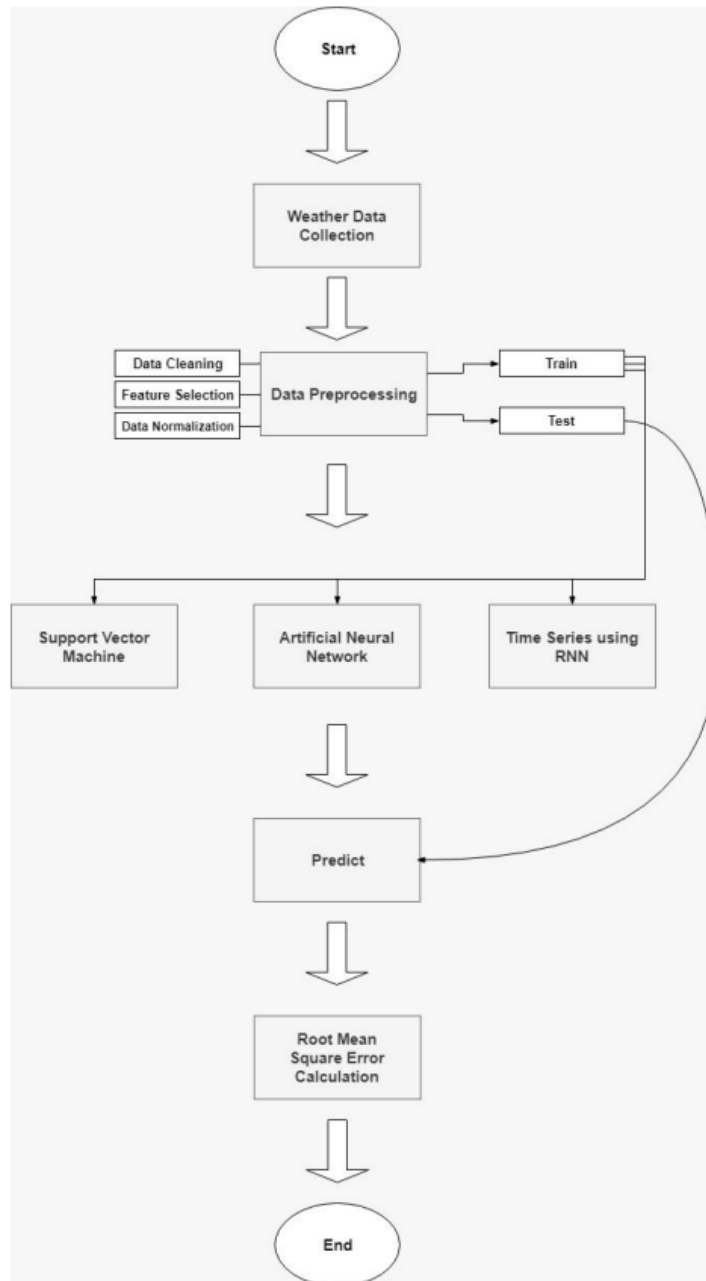 Start
Weather Data
Collection
Data Cleaning
Feature Selection
Data Normalization
Data Preprocessing
Train
Test
Support Vector
Machine
Artificial Neural
Network
Time Series using
RNN
Predict
Root Mean
Square Error
Calculation
End